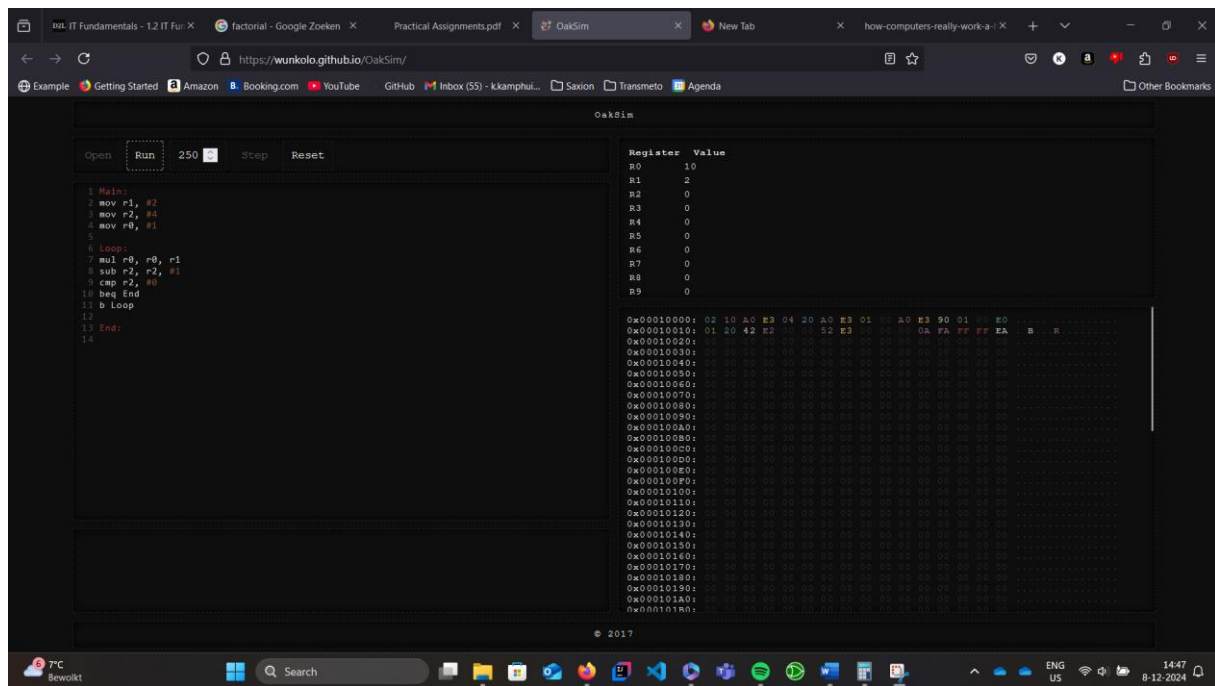 D2L IT Fundamentals - 1.2 IT Fun
factorial - Google Zoeken
Practical Assignments.pdf
OakSim
New Tab
how-computers-really-work-a-
https://wunkolo.github.io/OakSim/
Example Getting Started Amazon Booking.com YouTube GitHub Inbox (55) - k.kamphui... Saxion Transmeto Agenda Other Bookmarks
OakSim
Open Run 250 Step Reset
1 Main:
2 mov r1, #2
3 mov r2, #4
4 mov r0, #1
5
6 Loop:
7 mul r0, r0, r1
8 sub r2, r2, #1
9 cmp r2, #0
10 beq End
11 b Loop
12
13 End:
14
Register Value
R0 10
R1 2
R2 0
R3 0
R4 0
R5 0
R6 0
R7 0
R8 0
R9 0
0x00010000: 02 10 A0 E3 04 20 A0 E3 01 00 A0 E3 90 01 00 E0
0x00010010: 01 20 42 E2 00 00 52 E3 00 00 00 0A FA FF FF EA . B . . R
0x00010020:
0x00010030:
0x00010040:
0x00010050:
0x00010060:
0x00010070:
0x00010080:
0x00010090:
0x000100A0:
0x000100B0:
0x000100C0:
0x000100D0:
0x000100E0:
0x000100F0:
0x00010100:
0x00010110:
0x00010120:
0x00010130:
0x00010140:
0x00010150:
0x00010160:
0x00010170:
0x00010180:
0x00010190:
0x000101A0:
0x000101B0:
© 2017
6 7°C
Bewolkt
Search
ENG
US
14:47
8-12-2024